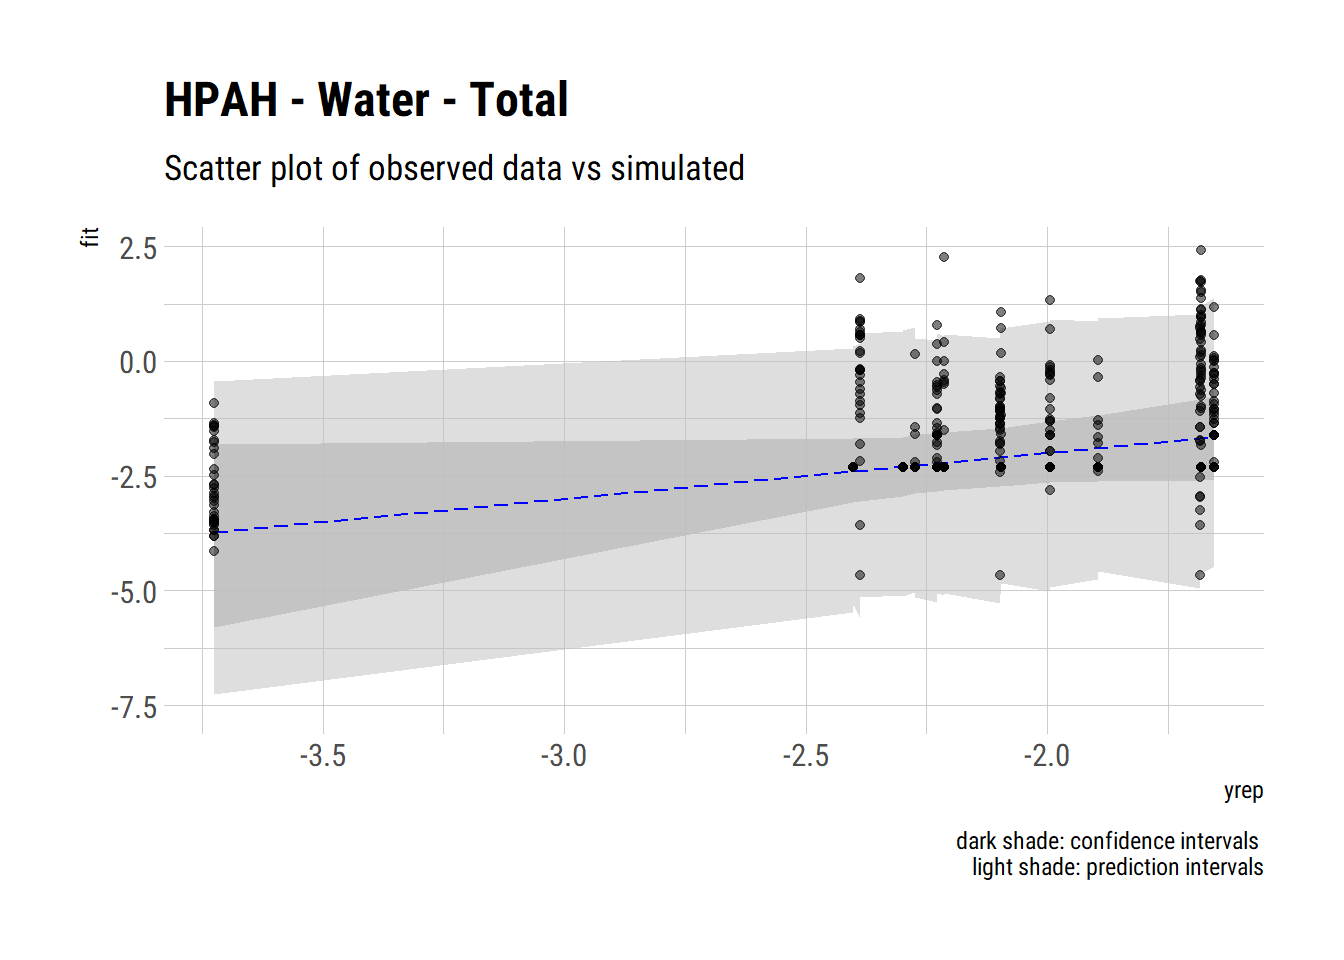 HPAH - Water - Total
Scatter plot of observed data vs simulated
fit
2.5
0.0
-2.5
-5.0
-7.5
-3.5
-3.0
-2.5
-2.0
yrep
dark shade: confidence intervals
light shade: prediction intervals